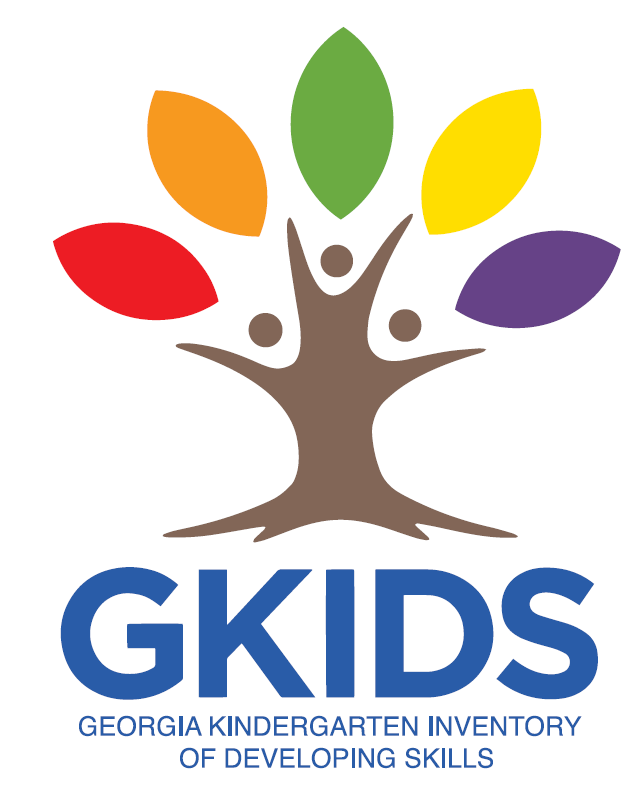 GKIDS
GEORGIA KINDERGARTEN INVENTORY
OF DEVELOPING SKILLS